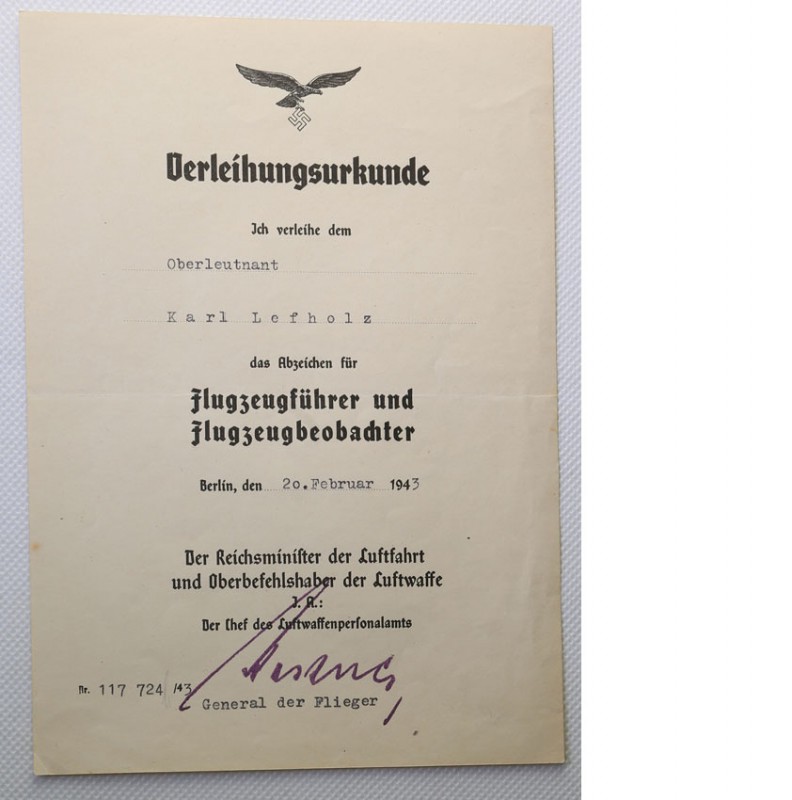 Verleihungsurkunde
Ich verleihe dem
Oberleutnant
Karl Lefholz
das Abzeichen für
Flugzeugführer und
Flugzeugbeobachter
Berlin, den 20.Februar 1943
Der Reichsminister der Luftfahrt
und Oberbefehlshaber der Luftwaffe
J. A.:
Der Chef des Luftwaffenpersonalamts
Nr. 117 724 /43
General der Flieger